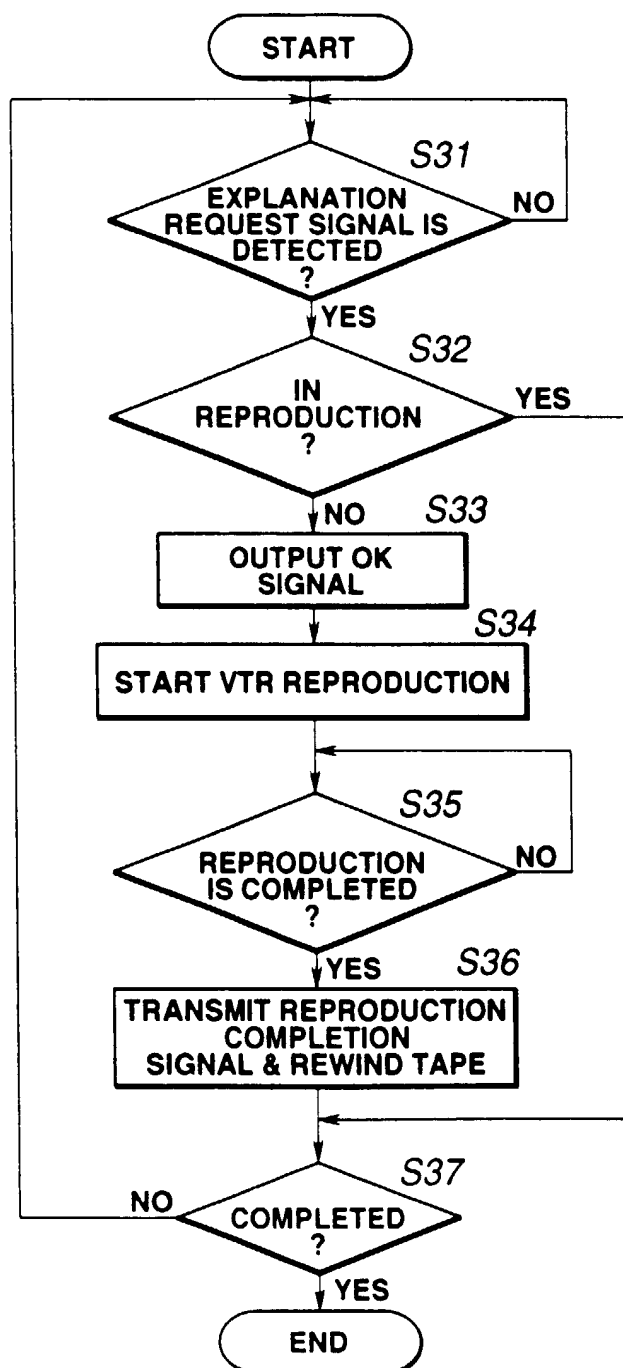 START
S31
EXPLANATION
REQUEST SIGNAL IS
DETECTED
?
NO
YES
S32
IN
REPRODUCTION
?
YES
NO
S33
OUTPUT OK
SIGNAL
S34
START VTR REPRODUCTION
S35
REPRODUCTION
IS COMPLETED
?
NO
YES
S36
TRANSMIT REPRODUCTION
COMPLETION
SIGNAL & REWIND TAPE
S37
NO
COMPLETED
?
YES
END